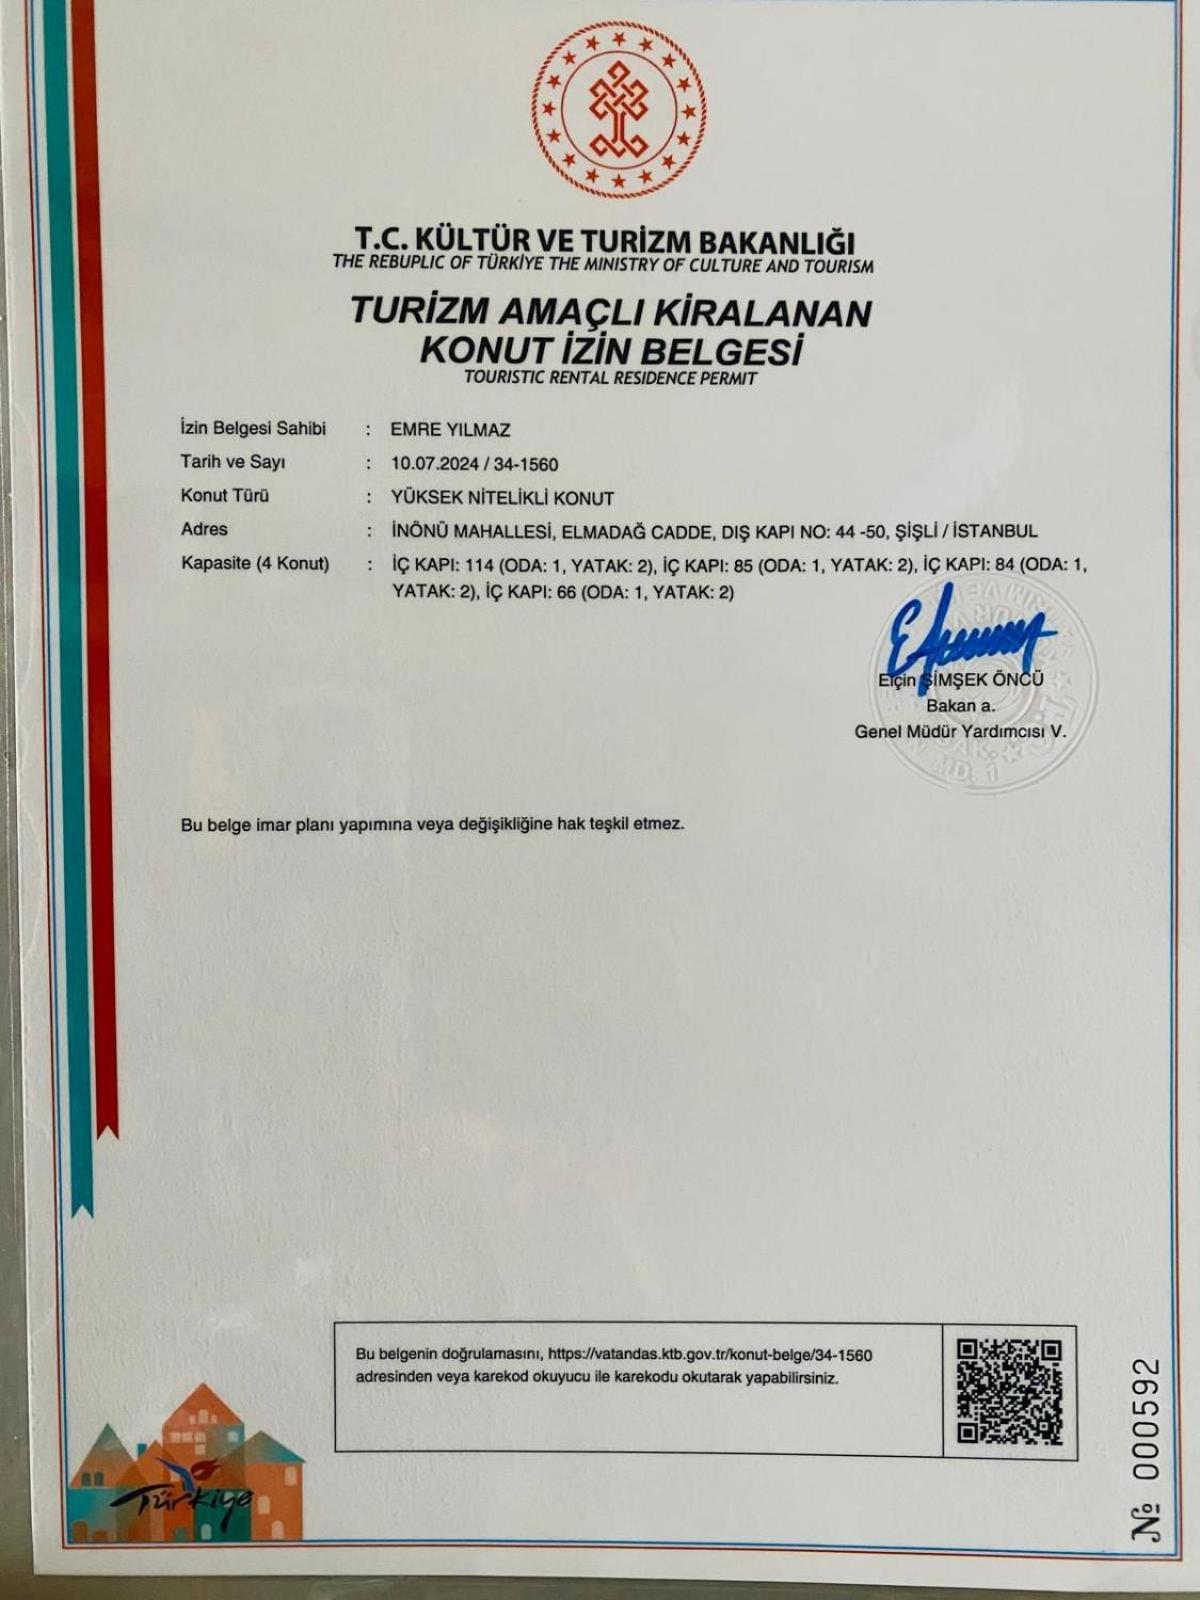 T.C. KÜLTÜR VE TURİZM BAKANLIĞI
THE REBUPLIC OF TÜRKİYE THE MINISTRY OF CULTURE AND TOURISM
TURİZM AMAÇLI KİRALANAN
KONUT İZİN BELGESİ
TOURISTIC RENTAL RESIDENCE PERMIT
İzin Belgesi Sahibi : EMRE YILMAZ
Tarih ve Sayı : 10.07.2024 / 34-1560
Konut Türü : YÜKSEK NİTELİKLİ KONUT
Adres : İNÖNÜ MAHALLESİ, ELMADAĞ CADDE, DIŞ KAPI NO: 44 -50, ŞİŞLİ / İSTANBUL
Kapasite (4 Konut) : İÇ KAPI: 114 (ODA: 1, YATAK: 2), İÇ KAPI: 85 (ODA: 1, YATAK: 2), İÇ KAPI: 84 (ODA: 1,
YATAK: 2), İÇ KAPI: 66 (ODA: 1, YATAK: 2)
Elçin ŞİMŞEK ÖNCÜ
Bakan a.
Genel Müdür Yardımcısı V.
Bu belge imar planı yapımına veya değişikliğine hak teşkil etmez.
Bu belgenin doğrulamasını, https://vatandas.ktb.gov.tr/konut-belge/34-1560
adresinden veya karekod okuyucu ile karekodu okutarak yapabilirsiniz.
Türkiye
№ 000592